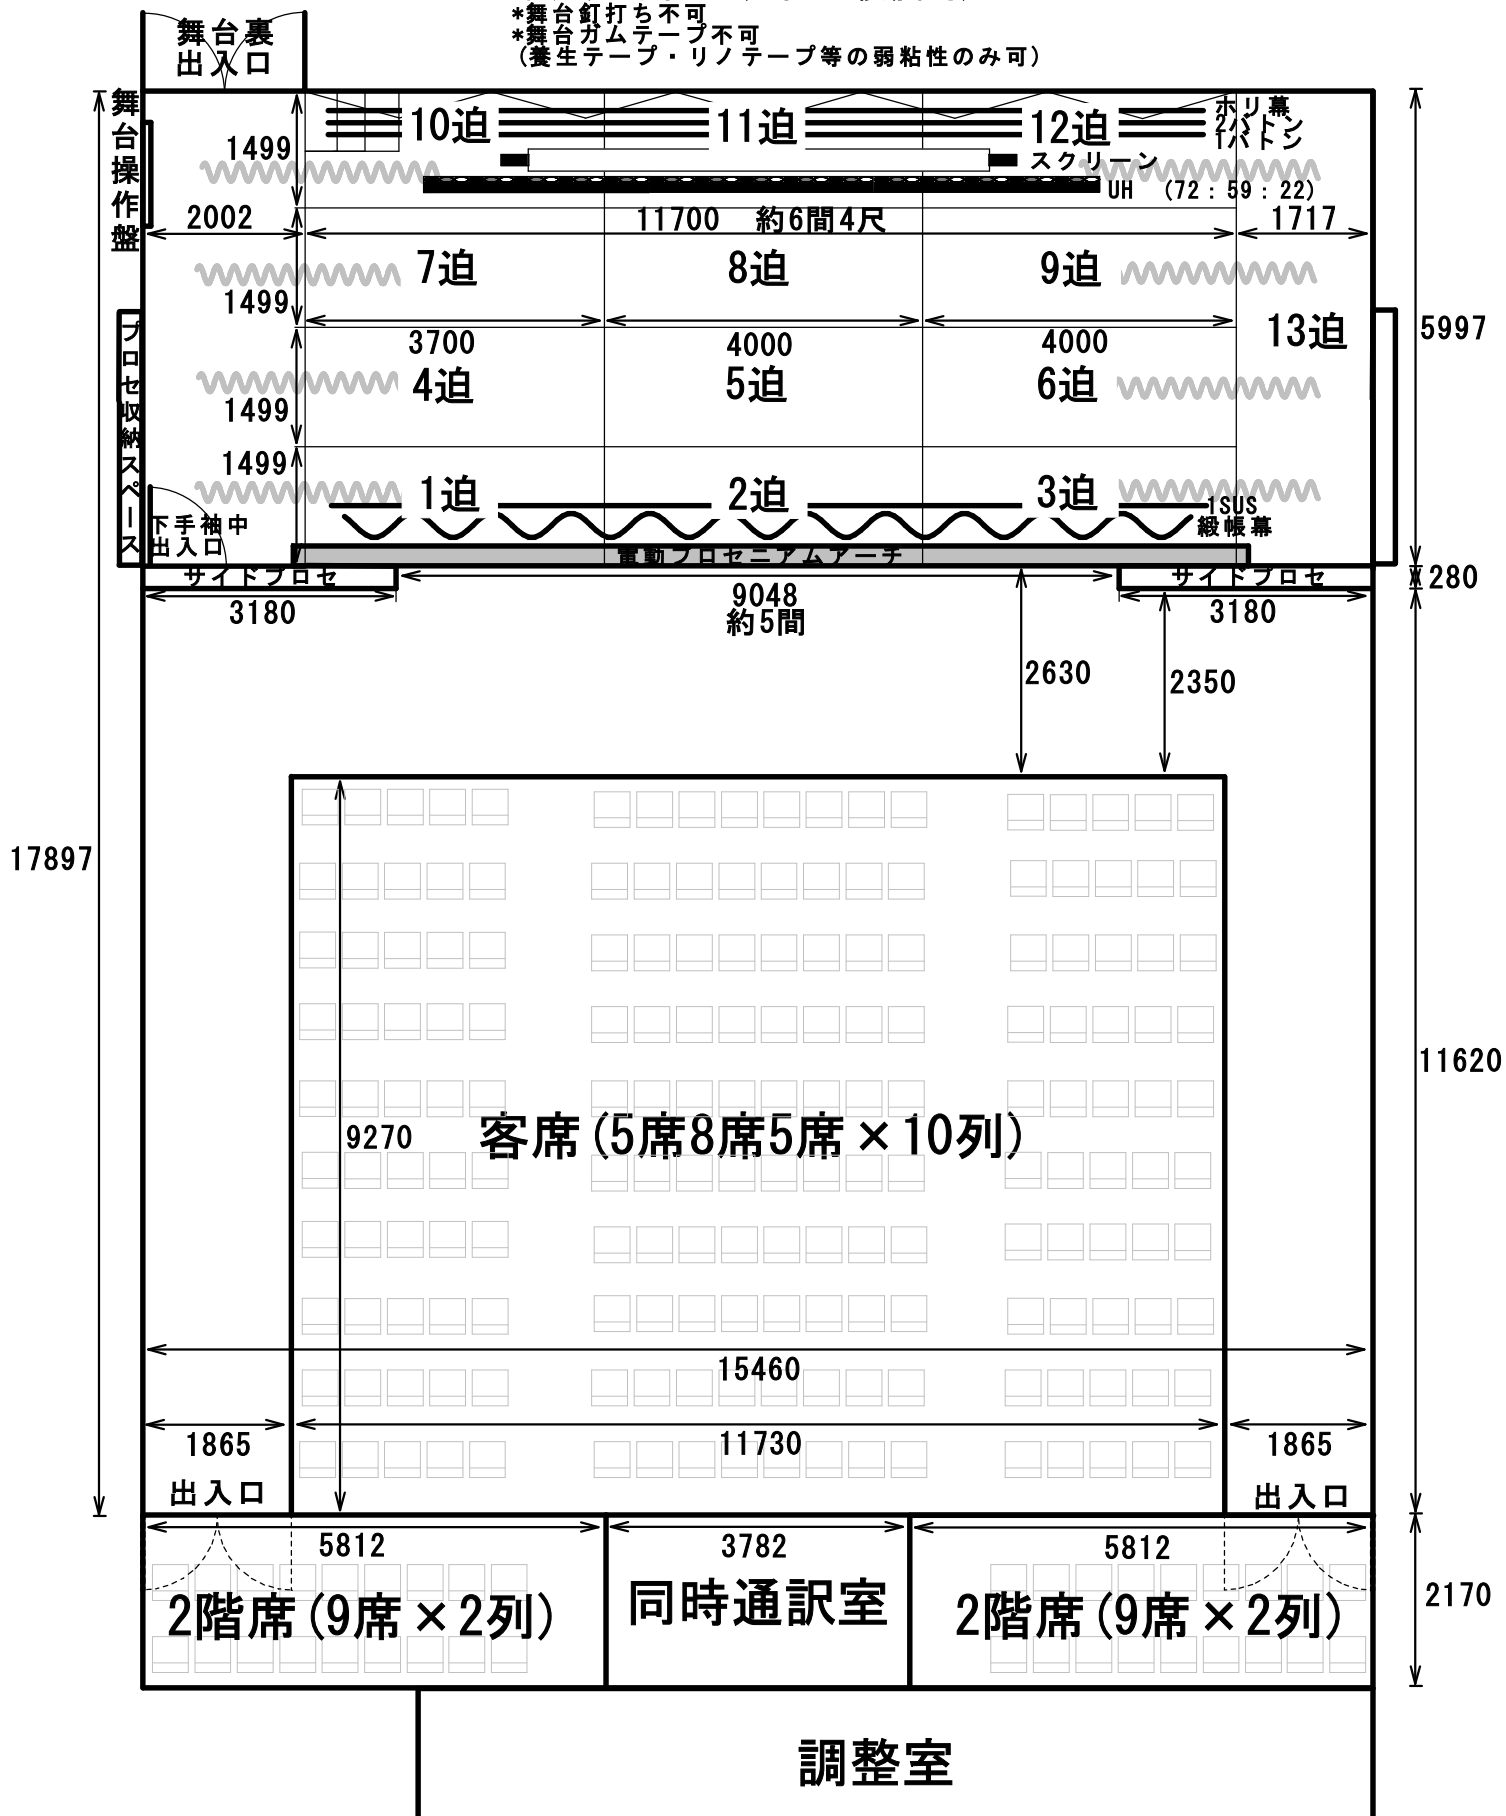 *舞台釘打ち不可
*舞台ガムテープ不可
(養生テープ・リノテープ等の弱粘性のみ可)
舞台裏
出入口
舞台操作盤
10迫
11迫
12迫
ホリ幕
2バトン
1バトン
1499
スクリーン
UH (72:59:22)
2002
11700 約6間4尺
1717
7迫
8迫
9迫
1499
3700
4000
4000
13迫
5997
プロセ収納スペース
4迫
5迫
6迫
1499
1499
1迫
2迫
3迫
1SUS
緞帳幕
下手袖中
出入口
電動プロセニアムアーチ
サイドプロセ
サイドプロセ
280
3180
9048
約5間
3180
2630
2350
17897
11620
9270
客席(5席8席5席×10列)
15460
1865
11730
1865
出入口
出入口
5812
3782
5812
2階席(9席×2列)
同時通訳室
2階席(9席×2列)
2170
調整室